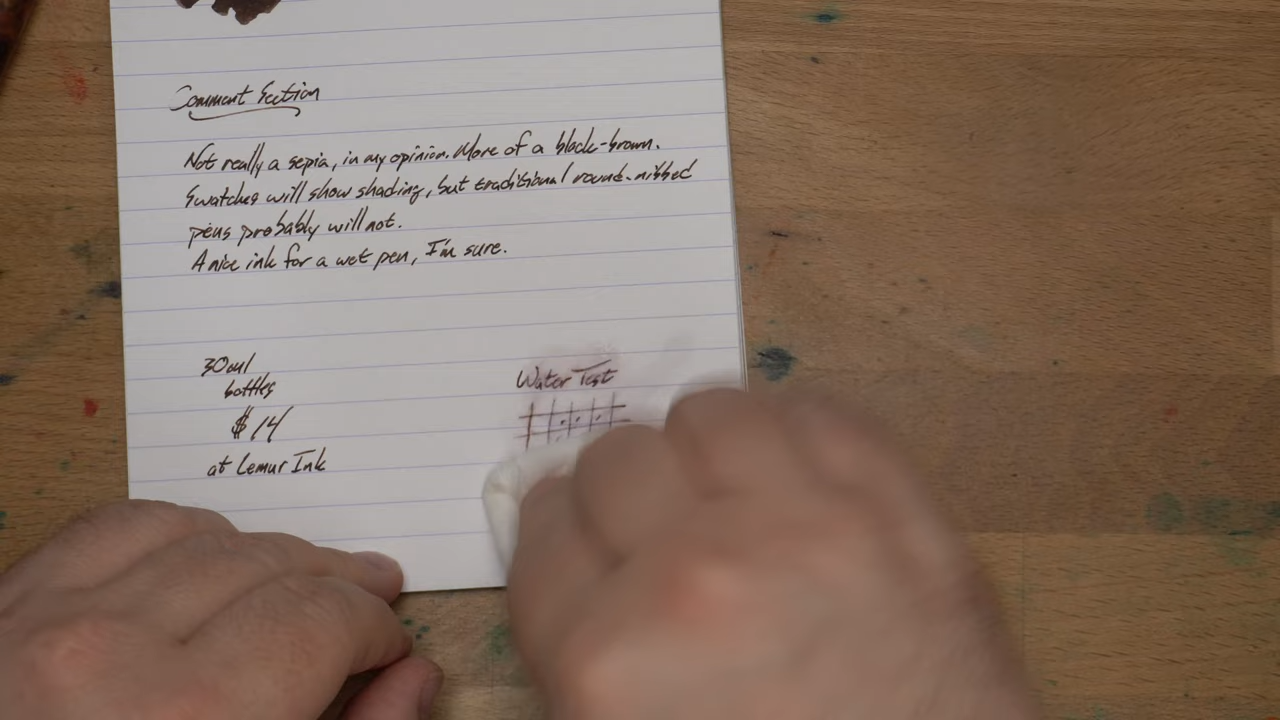 Comment Section
Not really a sepia, in my opinion. More of a black-brown.
Swatches will show shading, but traditional round-nibbed
pens probably will not.
A nice ink for a wet pen, I'm sure.
30ml
bottles
$14
at Lemur Ink
Water Test